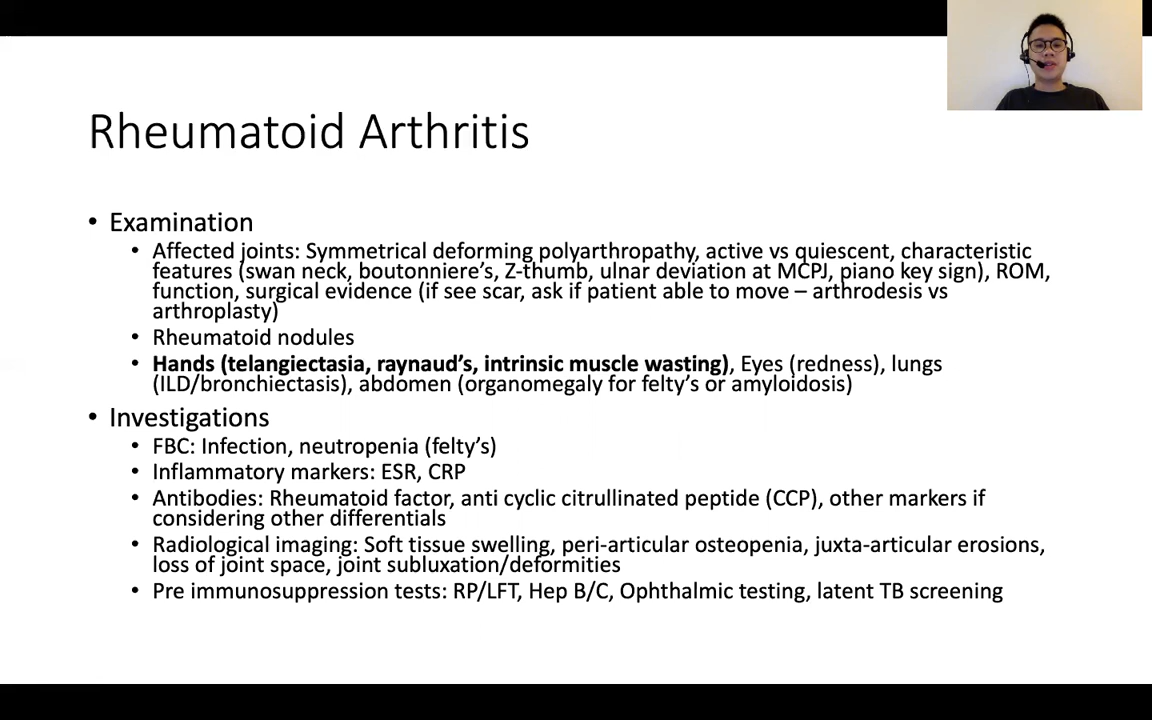 Rheumatoid Arthritis
• Examination
• Affected joints: Symmetrical deforming polyarthropathy, active vs quiescent, characteristic
features (swan neck, boutonniere's, Z-thumb, ulnar deviation at MCPJ, piano key sign), ROM,
function, surgical evidence (if see scar, ask if patient able to move – arthrodesis vs
arthroplasty)
• Rheumatoid nodules
• Hands (telangiectasia, raynaud's, intrinsic muscle wasting), Eyes (redness), lungs
(ILD/bronchiectasis), abdomen (organomegaly for felty's or amyloidosis)
• Investigations
• FBC: Infection, neutropenia (felty's)
• Inflammatory markers: ESR, CRP
• Antibodies: Rheumatoid factor, anti cyclic citrullinated peptide (CCP), other markers if
considering other differentials
• Radiological imaging: Soft tissue swelling, peri-articular osteopenia, juxta-articular erosions,
loss of joint space, joint subluxation/deformities
• Pre immunosuppression tests: RP/LFT, Hep B/C, Ophthalmic testing, latent TB screening